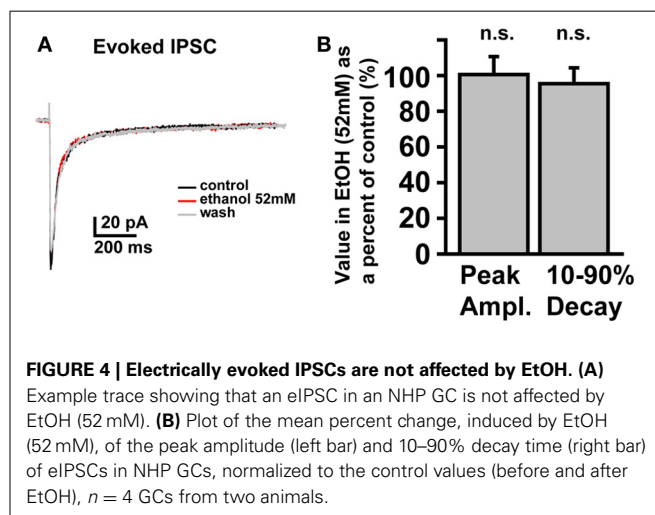 A
Evoked IPSC
control
ethanol 52mM
wash
20 pA
200 ms
B
n.s.
n.s.
Value in EtOH (52mM) as
a percent of control (%)
100
80
60
40
20
0
Peak
Ampl.
10-90%
Decay
FIGURE 4 | Electrically evoked IPSCs are not affected by EtOH. (A)
Example trace showing that an eIPSC in an NHP GC is not affected by
EtOH (52 mM). (B) Plot of the mean percent change, induced by EtOH
(52 mM), of the peak amplitude (left bar) and 10–90% decay time (right bar)
of eIPSCs in NHP GCs, normalized to the control values (before and after
EtOH), n = 4 GCs from two animals.